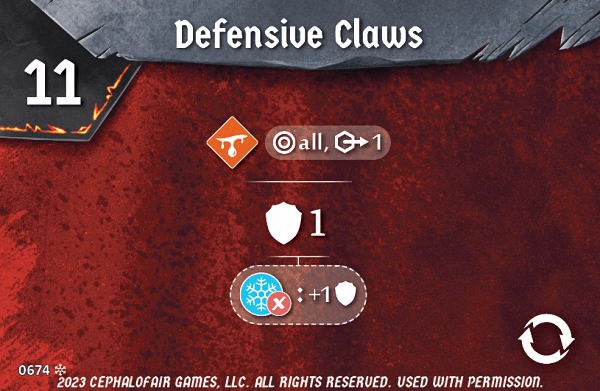 Defensive Claws
11
all, 1
1
: +1
0674
2023 CEPHALOFAIR GAMES, LLC. ALL RIGHTS RESERVED. USED WITH PERMISSION.